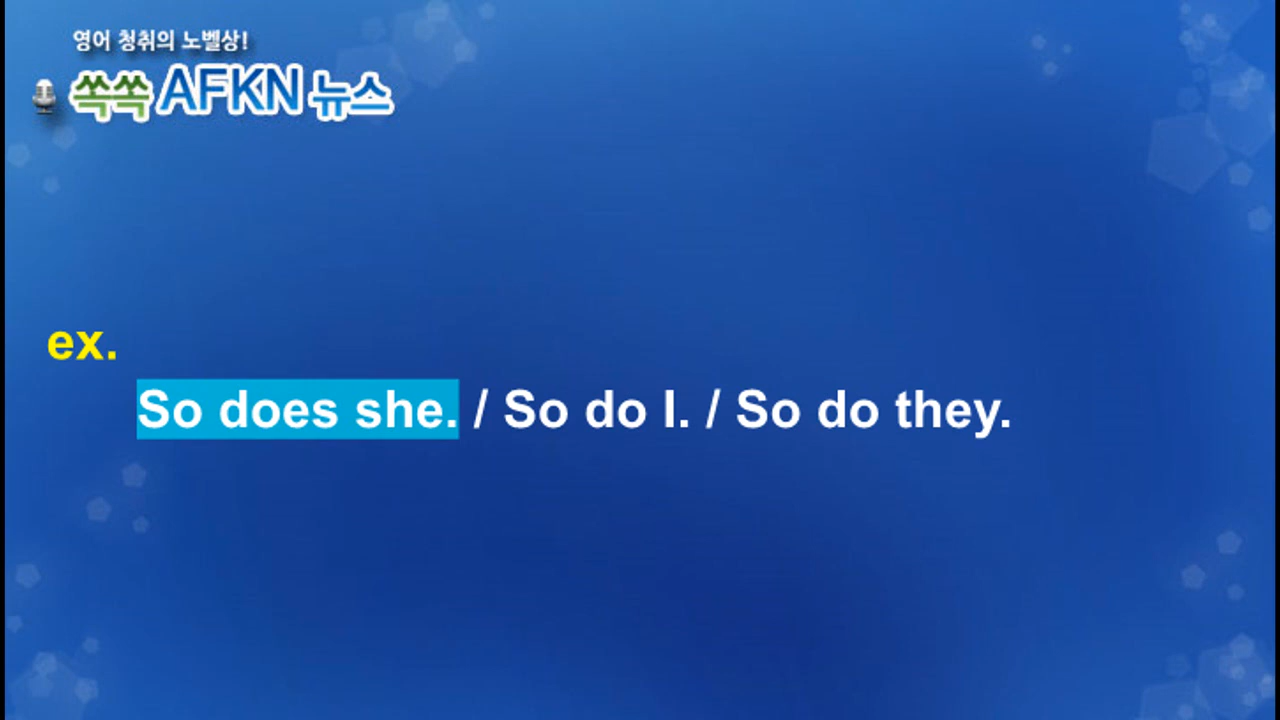 영어 청취의 노벨상!
쏙쏙 AFKN 뉴스
ex.
So does she. / So do I. / So do they.